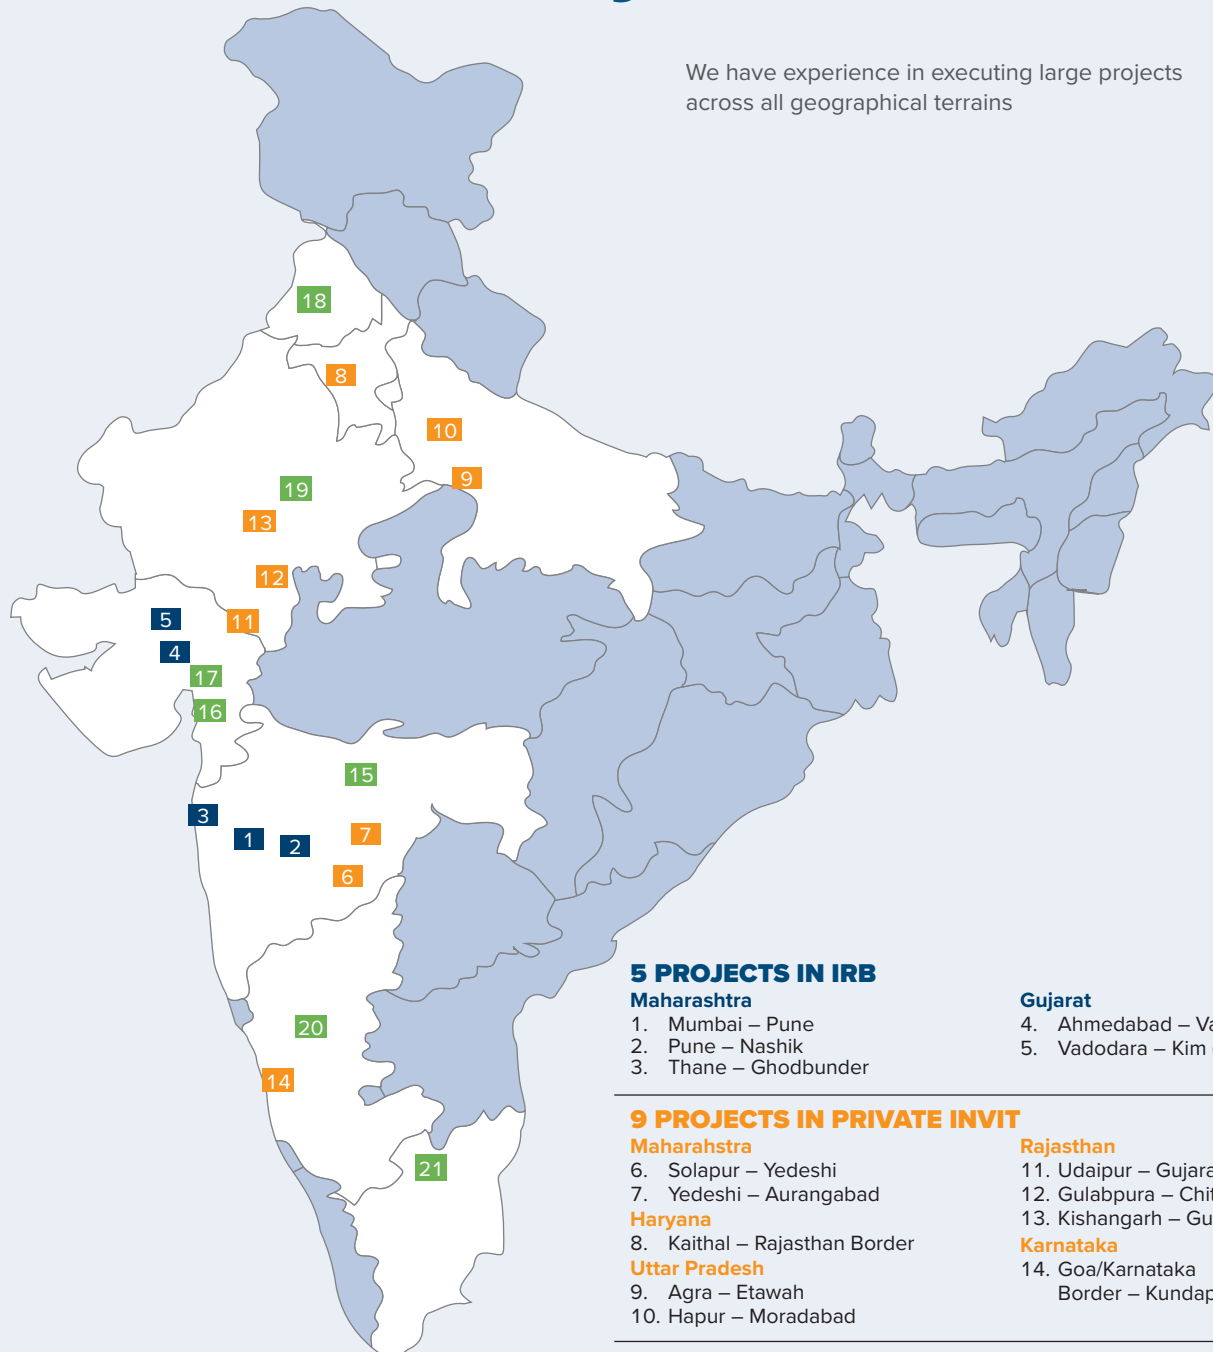 We have experience in executing large projects
across all geographical terrains
18
8
10
9
19
13
12
11
5
4
17
16
15
3
1
2
7
6
20
14
21
5 PROJECTS IN IRB
Maharashtra
1. Mumbai – Pune
2. Pune – Nashik
3. Thane – Ghodbunder
Gujarat
4. Ahmedabad –
5. Vadodara – Kim
9 PROJECTS IN PRIVATE INVIT
Maharahstra
6. Solapur – Yedeshi
7. Yedeshi – Aurangabad
Haryana
8. Kaithal – Rajasthan Border
Uttar Pradesh
9. Agra – Etawah
10. Hapur – Moradabad
Rajasthan
11. Udaipur –
12. Gulabpura –
13. Kishangarh –
Karnataka
14. Goa/Karnataka
Border –